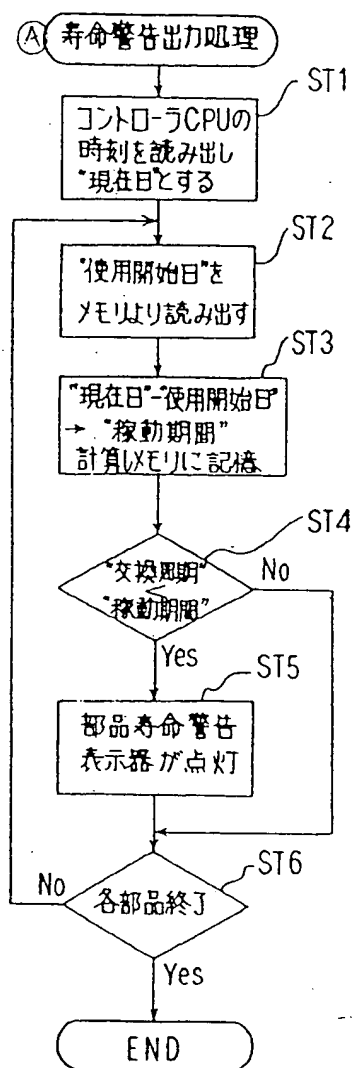 Ⓐ 寿命警告出力処理
ST1
コントローラCPUの
時刻を読み出し
"現在日"とする
ST2
"使用開始日"を
メモリより読み出す
ST3
"現在日"-"使用開始日"
→ "稼動期間"
計算しメモリに記憶
ST4
"交換周期"
<
"稼動期間"
No
Yes
ST5
部品寿命警告
表示器が点灯
ST6
No
各部品終了
Yes
END